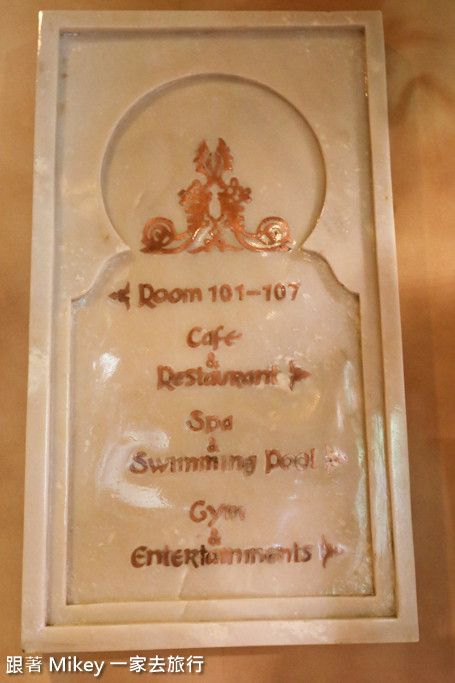 Room 101-107
Cafe
&
Restaurant
Spa
&
Swimming Pool
Gym
&
Entertainments
跟著 Mikey 一家去旅行